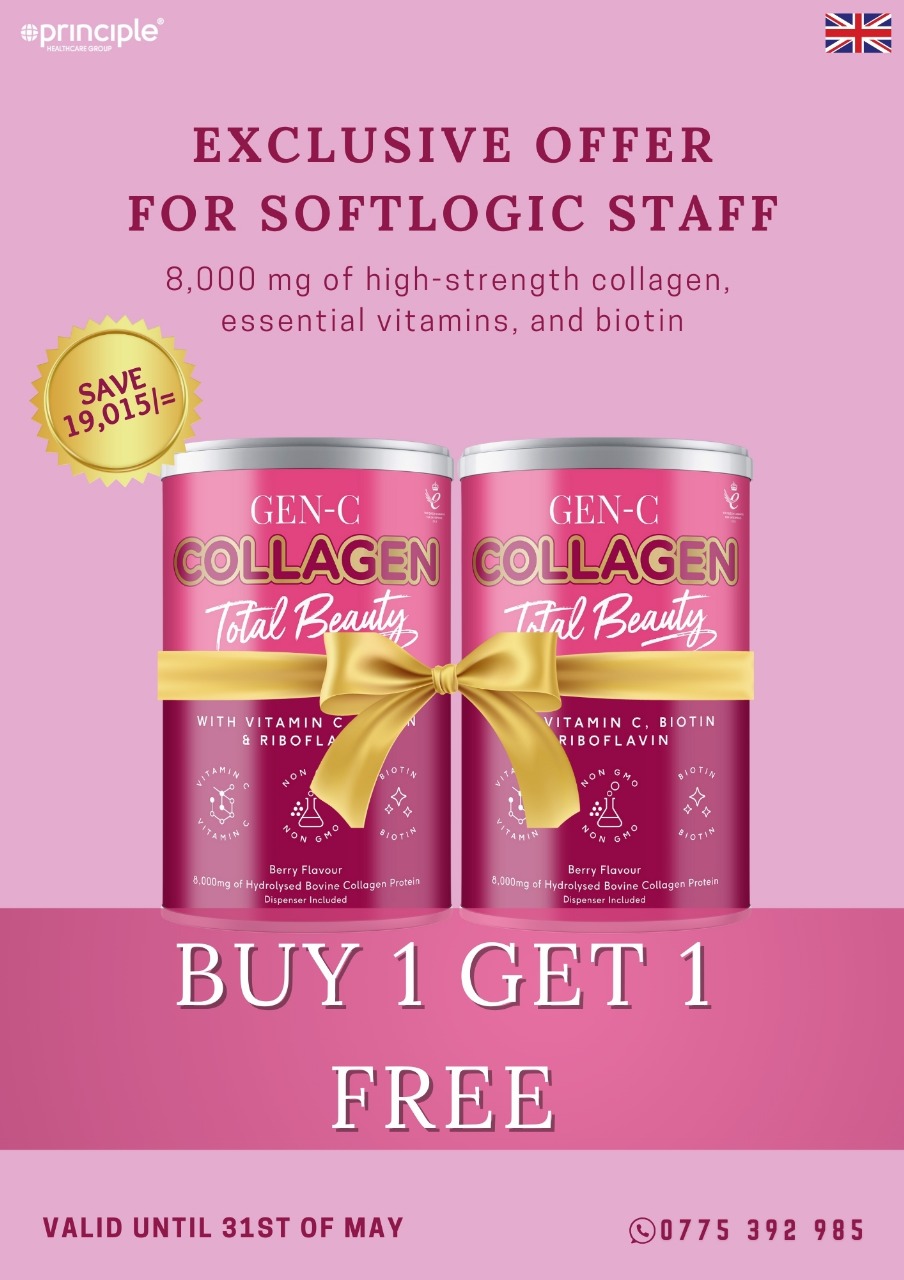 principle®
HEALTHCARE GROUP
EXCLUSIVE OFFER
FOR SOFTLOGIC STAFF
8,000 mg of high-strength collagen,
essential vitamins, and biotin
SAVE
19,015/=
GEN-C
COLLAGEN
Total Beauty
WITH VITAMIN C
& RIBOFLA
VITAMIN C
VITAMIN C
NON
NON GMO
BIOTIN
BIOTIN
Berry Flavour
8,000mg of Hydrolysed Bovine Collagen Protein
Dispenser Included
GEN-C
COLLAGEN
Total Beauty
VITAMIN C, BIOTIN
RIBOFLAVIN
VITAMIN
NON GMO
NON GMO
BIOTIN
BIOTIN
Berry Flavour
8,000mg of Hydrolysed Bovine Collagen Protein
Dispenser Included
BUY 1 GET 1
FREE
VALID UNTIL 31ST OF MAY
0775 392 985